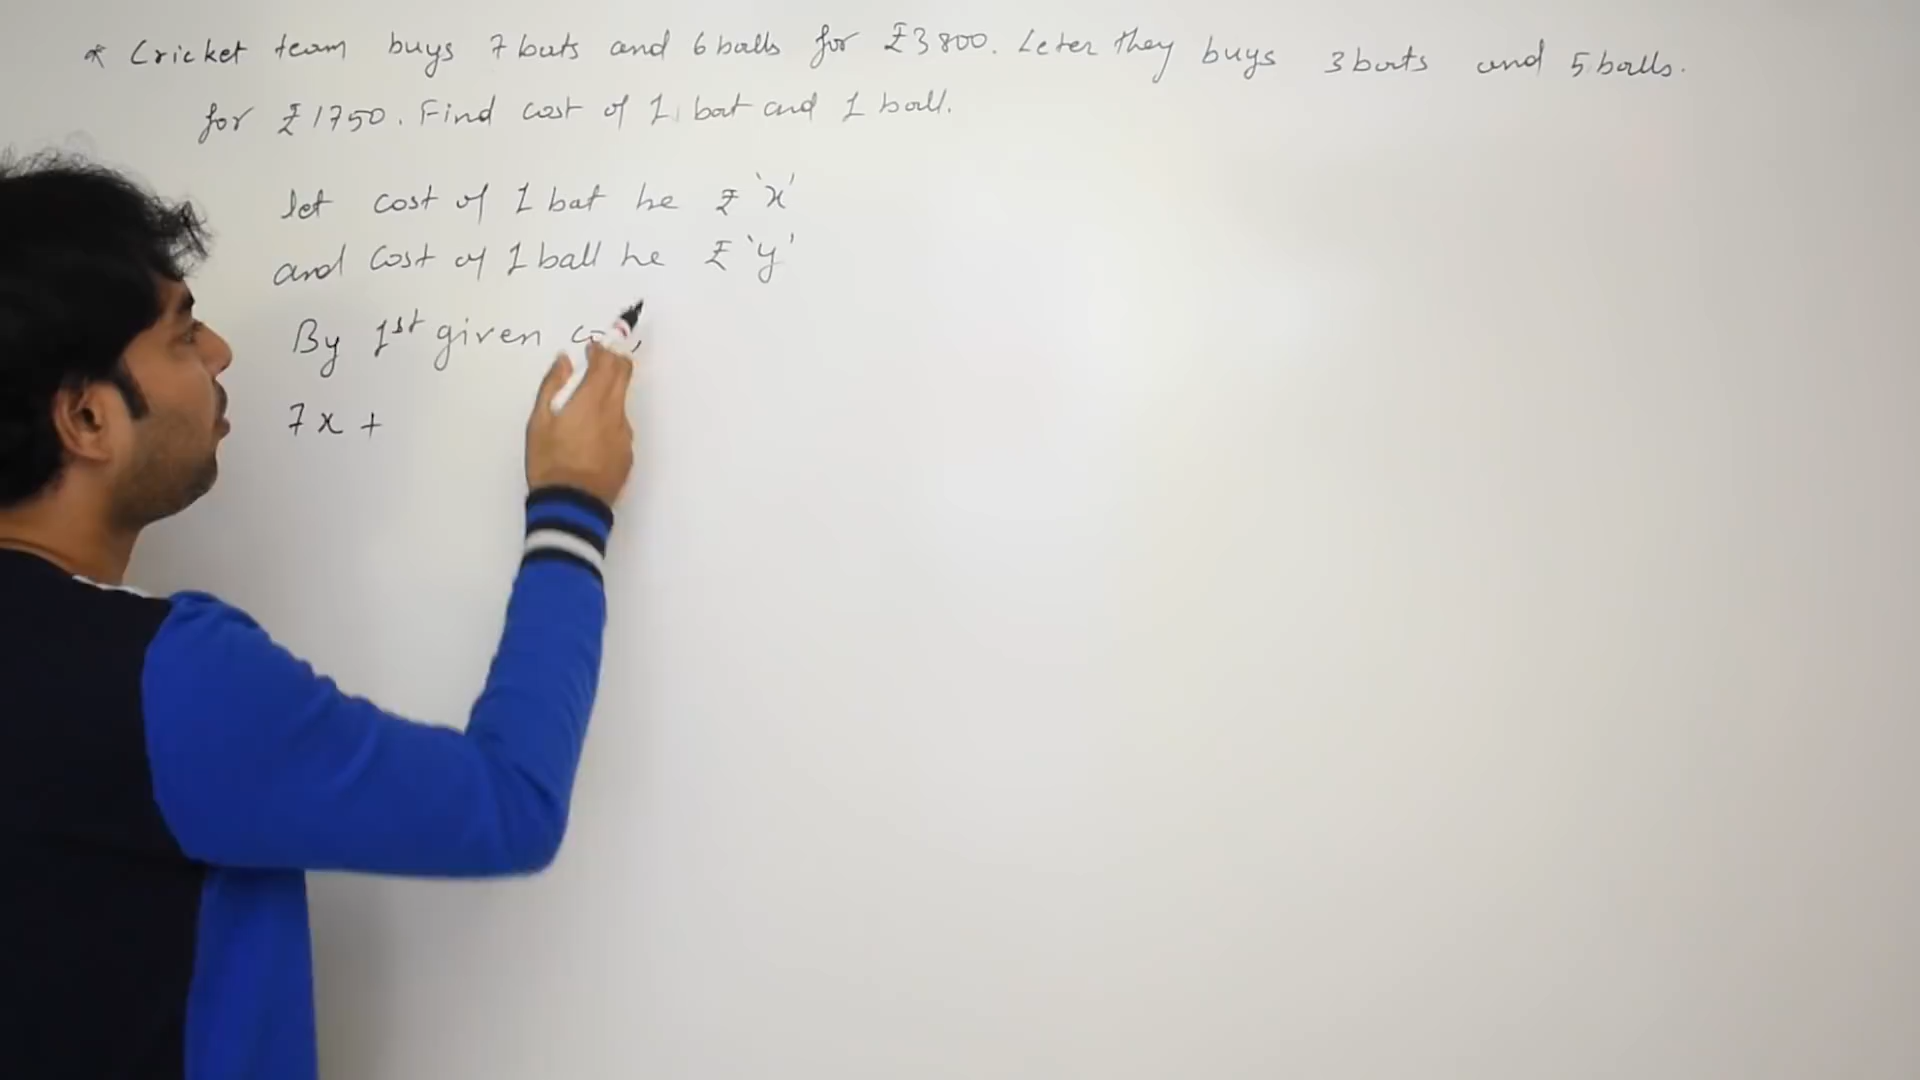 * Cricket team buys 7 bats and 6 balls for ₹3800. Later they buys 3 bats and 5 balls.
for ₹1750. Find cost of 1 bat and 1 ball.
let cost of 1 bat be ₹ 'x'
and cost of 1 ball be ₹ 'y'
By 1st given
7x +